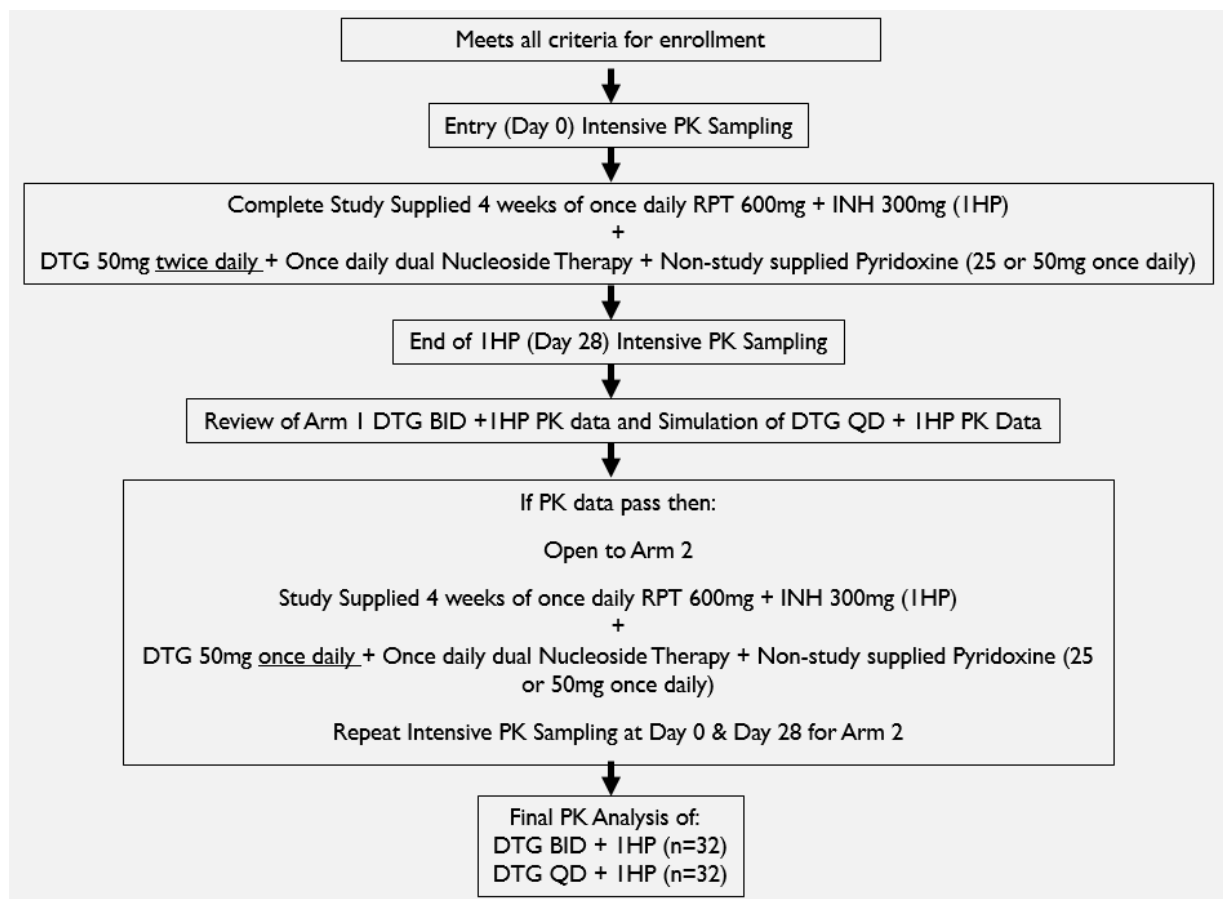 Meets all criteria for enrollment
Entry (Day 0) Intensive PK Sampling
Complete Study Supplied 4 weeks of once daily RPT 600mg + INH 300mg (1HP)
+
DTG 50mg twice daily + Once daily dual Nucleoside Therapy + Non-study supplied Pyridoxine (25 or 50mg once daily)
End of 1HP (Day 28) Intensive PK Sampling
Review of Arm 1 DTG BID +1HP PK data and Simulation of DTG QD + 1HP PK Data
If PK data pass then:
Open to Arm 2
Study Supplied 4 weeks of once daily RPT 600mg + INH 300mg (1HP)
+
DTG 50mg once daily + Once daily dual Nucleoside Therapy + Non-study supplied Pyridoxine (25
or 50mg once daily)
Repeat Intensive PK Sampling at Day 0 & Day 28 for Arm 2
Final PK Analysis of:
DTG BID + 1HP (n=32)
DTG QD + 1HP (n=32)